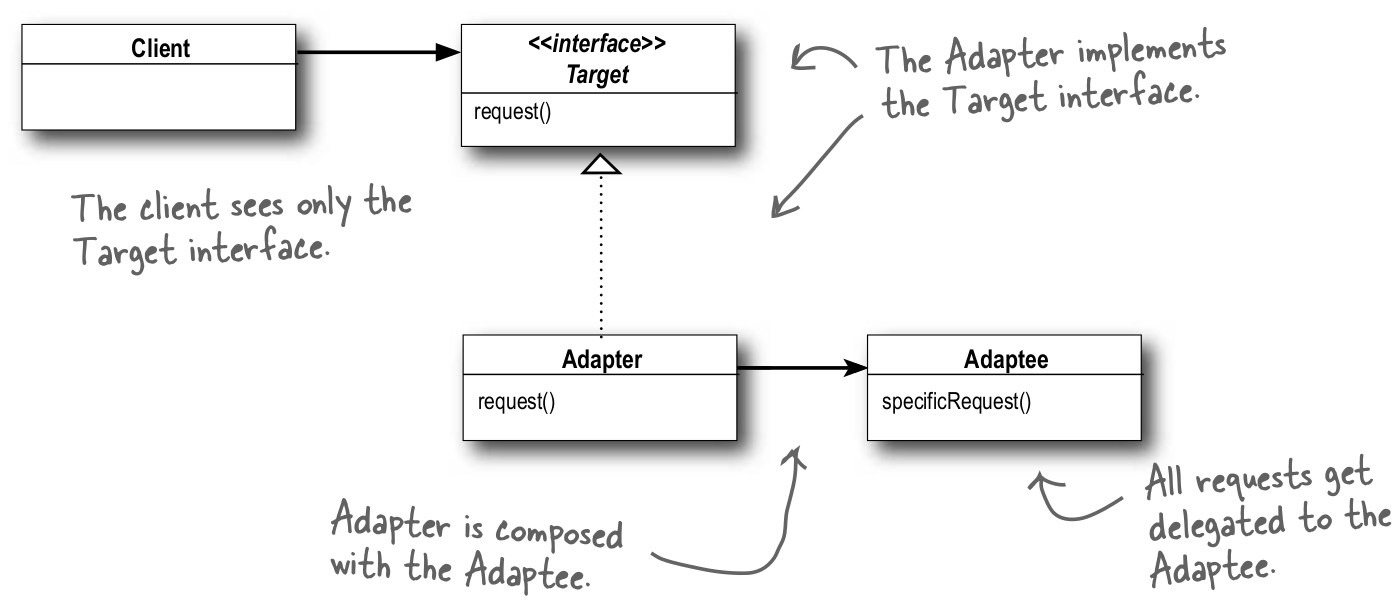 Client
<<interface>>
Target
request()
The Adapter implements
the Target interface.
The client sees only the
Target interface.
Adapter
request()
Adaptee
specificRequest()
Adapter is composed
with the Adaptee.
All requests get
delegated to the
Adaptee.